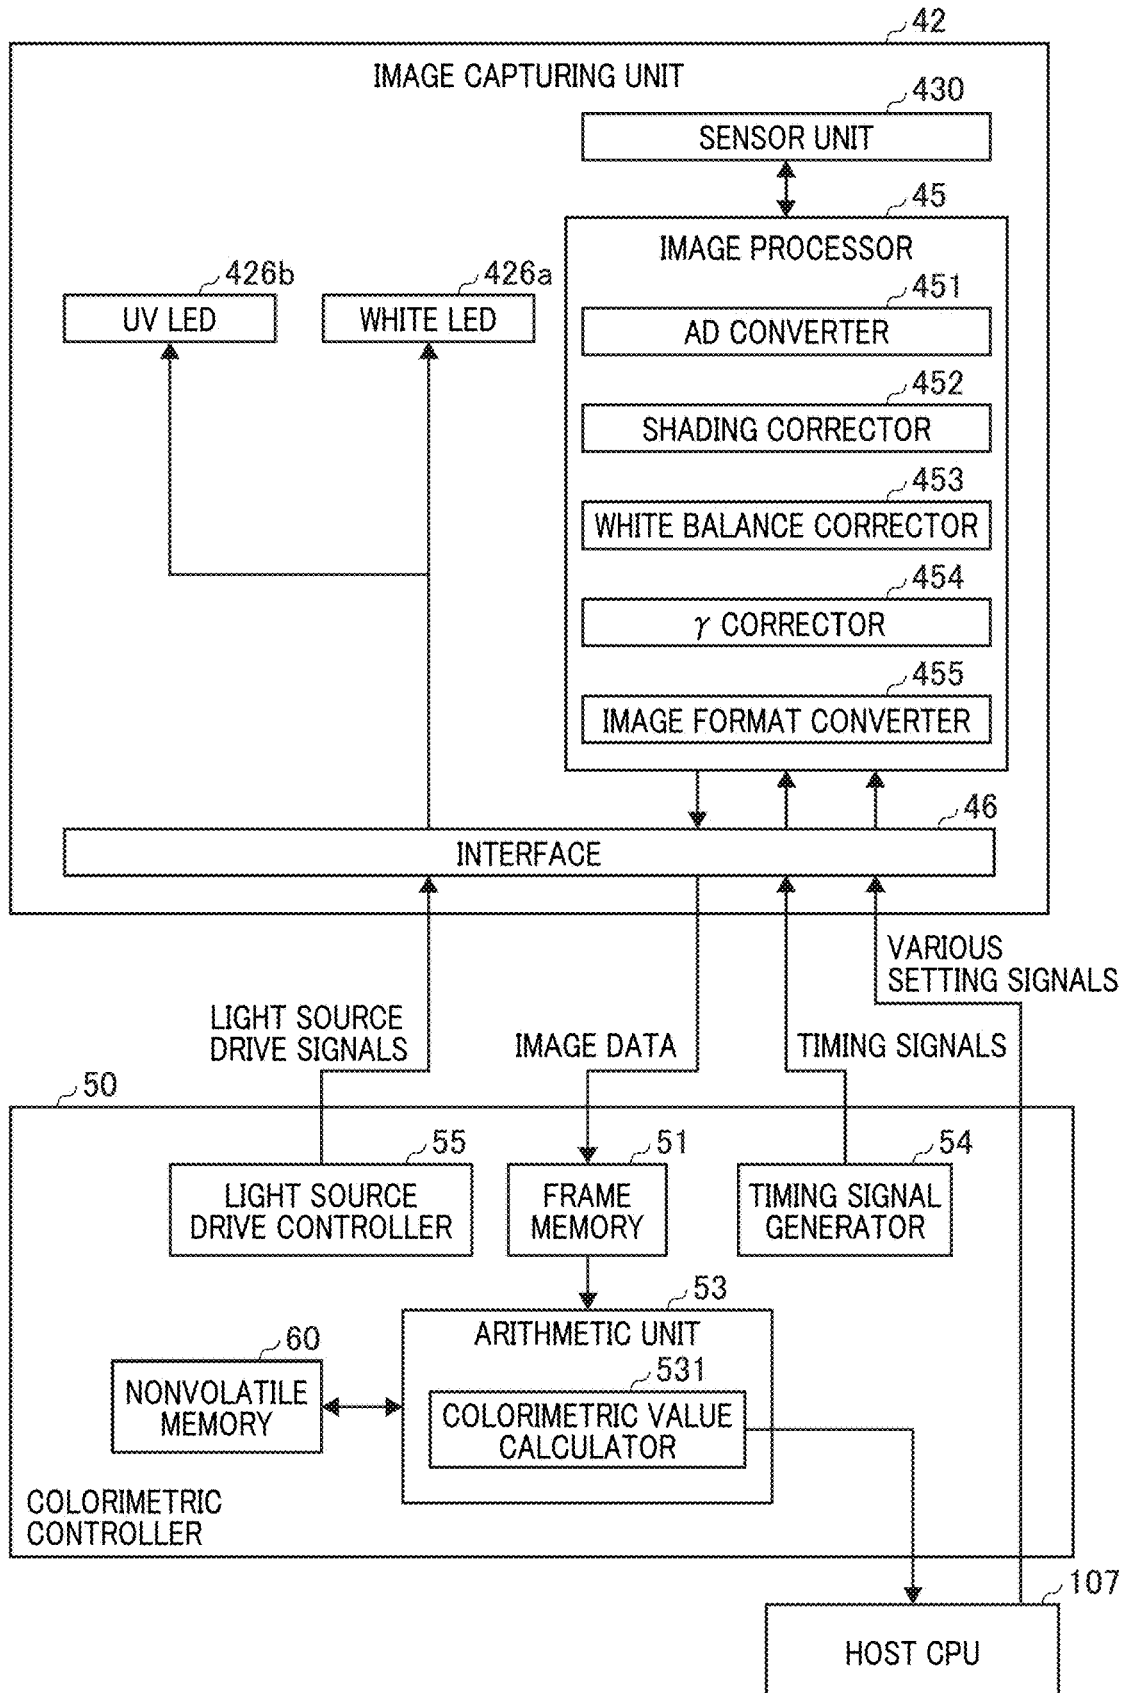 42
IMAGE CAPTURING UNIT
430
SENSOR UNIT
45
IMAGE PROCESSOR
426b
UV LED
426a
WHITE LED
451
AD CONVERTER
452
SHADING CORRECTOR
453
WHITE BALANCE CORRECTOR
454
γ CORRECTOR
455
IMAGE FORMAT CONVERTER
46
INTERFACE
LIGHT SOURCE
DRIVE SIGNALS
IMAGE DATA
TIMING SIGNALS
VARIOUS
SETTING SIGNALS
50
55
LIGHT SOURCE
DRIVE CONTROLLER
51
FRAME
MEMORY
54
TIMING SIGNAL
GENERATOR
53
ARITHMETIC UNIT
60
NONVOLATILE
MEMORY
531
COLORIMETRIC VALUE
CALCULATOR
COLORIMETRIC
CONTROLLER
107
HOST CPU